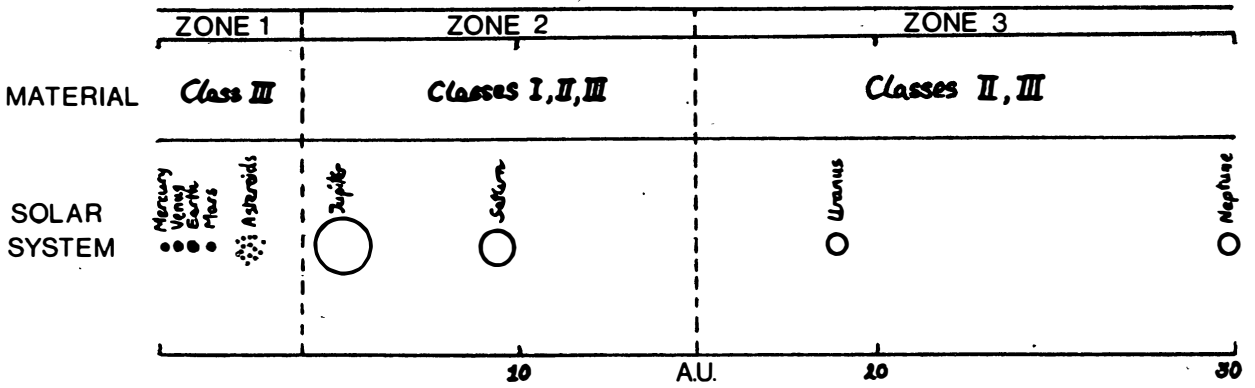 ZONE 1 ZONE 2 ZONE 3
MATERIAL Class III Classes I, II, III Classes II, III
Mercury
Venus
Earth
Mars
Asteroids
Jupiter
Saturn
Uranus
Neptune
SOLAR
SYSTEM
10 A.U. 20 30